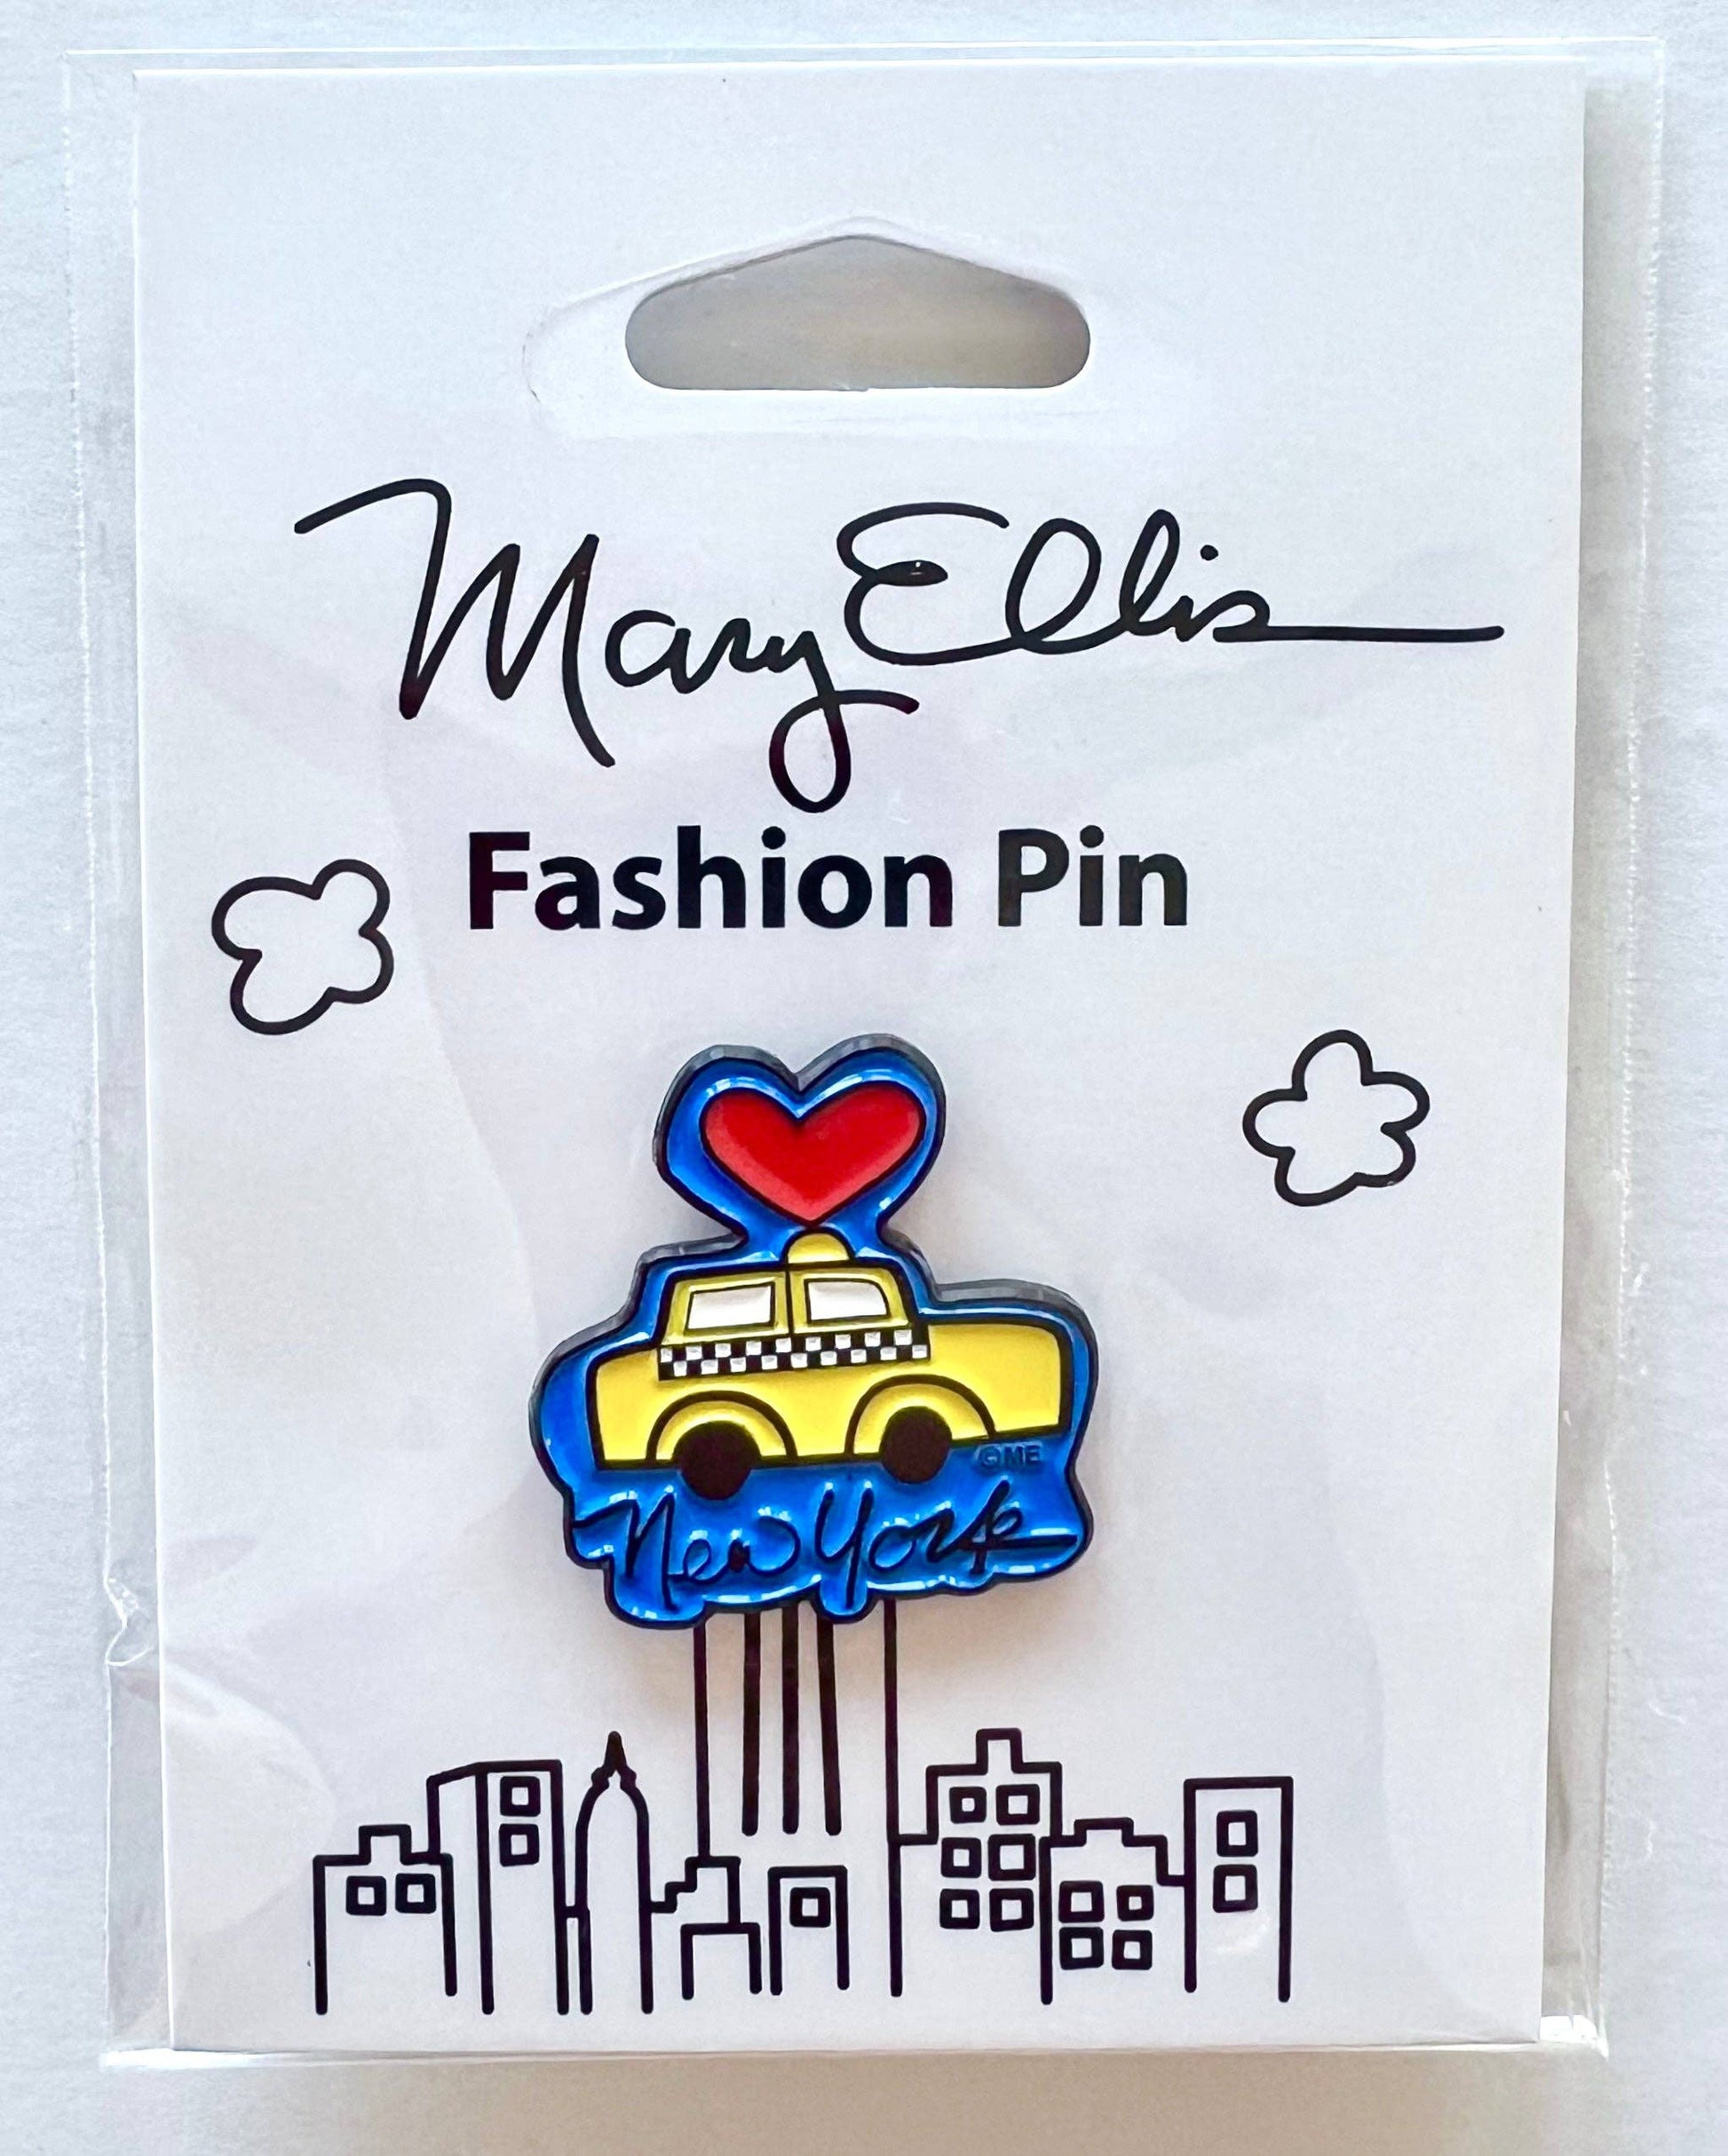 Mary Ellis
Fashion Pin
©ME
New York